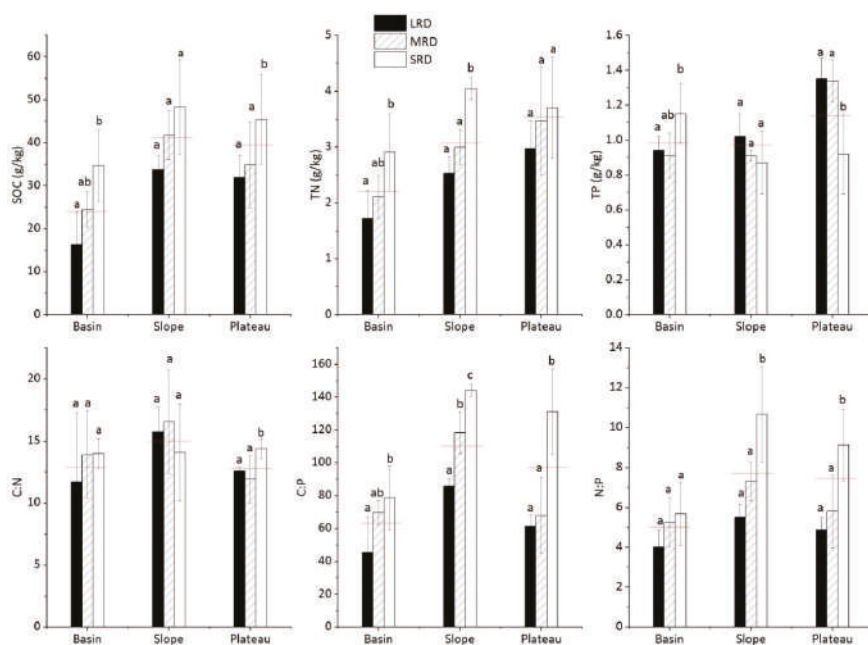 LRD
MRD
SRD
SOC (g/kg)
60
50
40
30
20
10
0
a
ab
b
a
a
a
a
a
b
Basin
Slope
Plateau
TN (g/kg)
5
4
3
2
1
0
a
ab
b
a
a
b
a
a
a
Basin
Slope
Plateau
TP (g/kg)
1.6
1.4
1.2
1.0
0.8
0.6
0.4
0.2
0.0
a
ab
b
a
a
a
a
a
b
Basin
Slope
Plateau
C:N
20
15
10
5
0
a
a
a
a
a
a
a
a
b
Basin
Slope
Plateau
C:P
160
140
120
100
80
60
40
20
0
a
ab
b
a
b
c
a
a
b
Basin
Slope
Plateau
N:P
14
12
10
8
6
4
2
0
a
a
a
a
a
b
a
a
b
Basin
Slope
Plateau